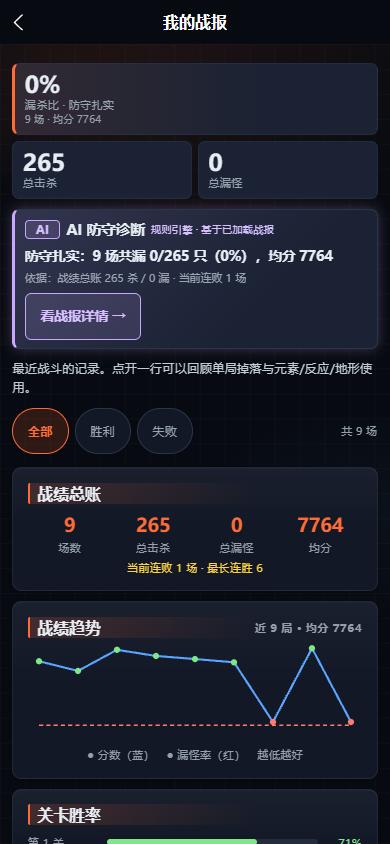 我的战报
0%
漏杀比 · 防守扎实
9 场 · 均分 7764
265
总击杀
0
总漏怪
AI AI 防守诊断 规则引擎 · 基于已加载战报
防守扎实：9 场共漏 0/265 只（0%），均分 7764
依据：战绩总账 265 杀 / 0 漏 · 当前连败 1 场
看战报详情 →
最近战斗的记录。点开一行可以回顾单局掉落与元素/反应/地形使
用。
全部 胜利 失败 共 9 场
战绩总账
9 265 0 7764
场数 总击杀 总漏怪 均分
当前连败 1 场 · 最长连胜 6
战绩趋势 近 9 局 • 均分 7764
● 分数（蓝） ● 漏怪率（红） 越低越好
关卡胜率
第 1 关 71%